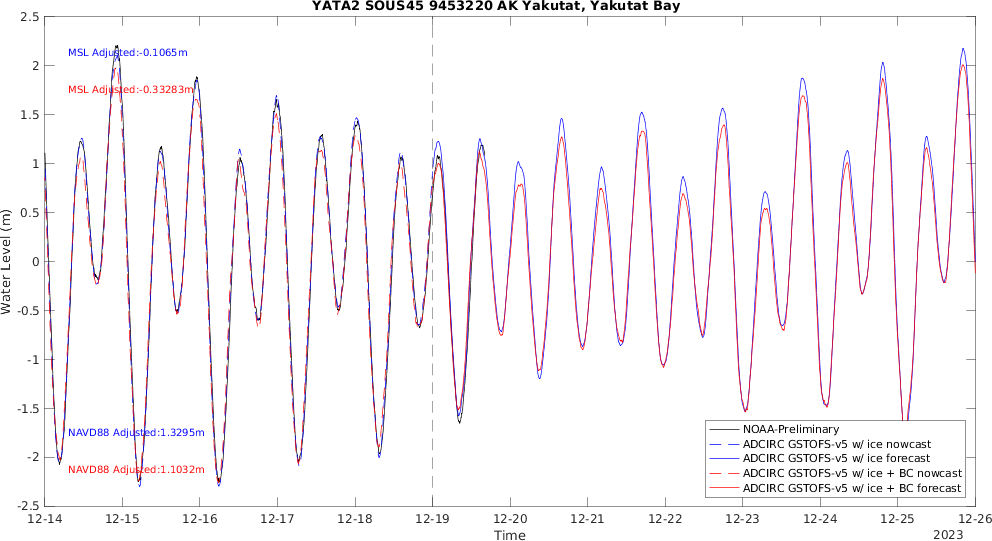 YATA2 SOUS45 9453220 AK Yakutat, Yakutat Bay
2.5
2
1.5
1
0.5
0
-0.5
-1
-1.5
-2
-2.5
Water Level (m)
MSL Adjusted:-0.1065m
MSL Adjusted:-0.33283m
NAVD88 Adjusted:1.3295m
NAVD88 Adjusted:1.1032m
NOAA-Preliminary
ADCIRC GSTOFS-v5 w/ ice nowcast
ADCIRC GSTOFS-v5 w/ ice forecast
ADCIRC GSTOFS-v5 w/ ice + BC nowcast
ADCIRC GSTOFS-v5 w/ ice + BC forecast
12-14 12-15 12-16 12-17 12-18 12-19 12-20 12-21 12-22 12-23 12-24 12-25 12-26
Time
2023